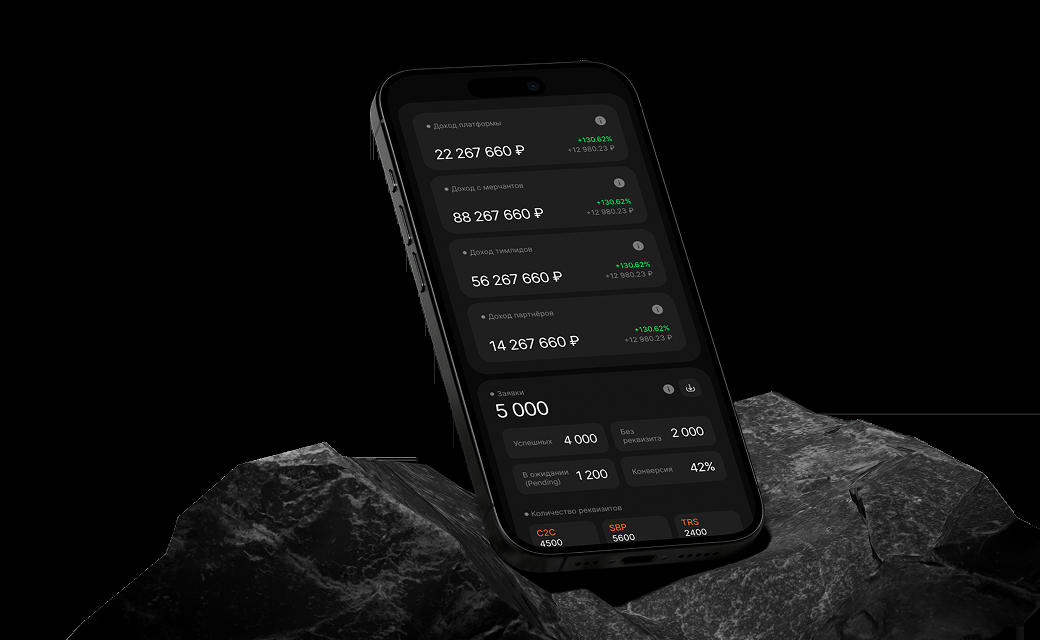 Доход платформы
22 267 660 ₽
+130.62%
+12 980.23 ₽
Доход с мерчантов
88 267 660 ₽
+130.62%
+12 980.23 ₽
Доход тимлидов
56 267 660 ₽
+130.62%
+12 980.23 ₽
Доход партнёров
14 267 660 ₽
+130.62%
+12 980.23 ₽
Заявки
5 000
Успешных
4 000
Без
реквизита
2 000
В ожидании
(Pending)
1 200
Конверсия
42%
Количество реквизитов
C2C
4500
SBP
5600
TRS
2400